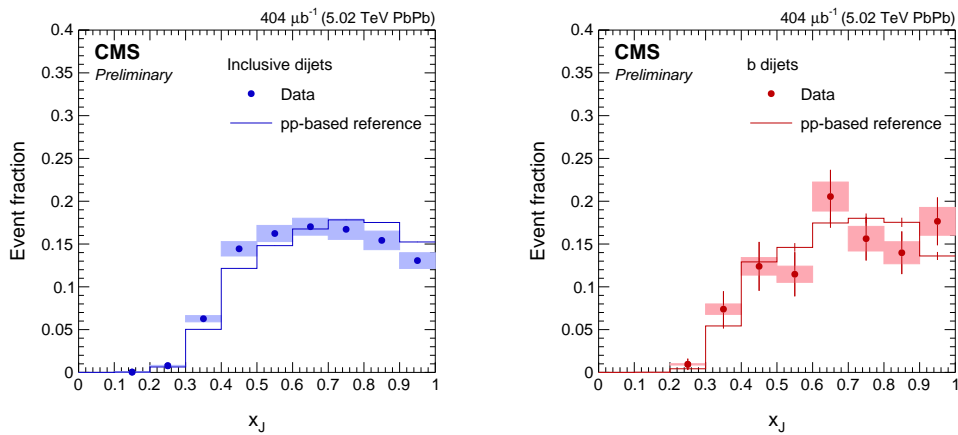 404 μb⁻¹ (5.02 TeV PbPb)
CMS
Preliminary
Inclusive dijets
Data
pp-based reference
Event fraction
0.4
0.35
0.3
0.25
0.2
0.15
0.1
0.05
0
0 0.1 0.2 0.3 0.4 0.5 0.6 0.7 0.8 0.9 1
x_J
404 μb⁻¹ (5.02 TeV PbPb)
CMS
Preliminary
b dijets
Data
pp-based reference
Event fraction
0.4
0.35
0.3
0.25
0.2
0.15
0.1
0.05
0
0 0.1 0.2 0.3 0.4 0.5 0.6 0.7 0.8 0.9 1
x_J